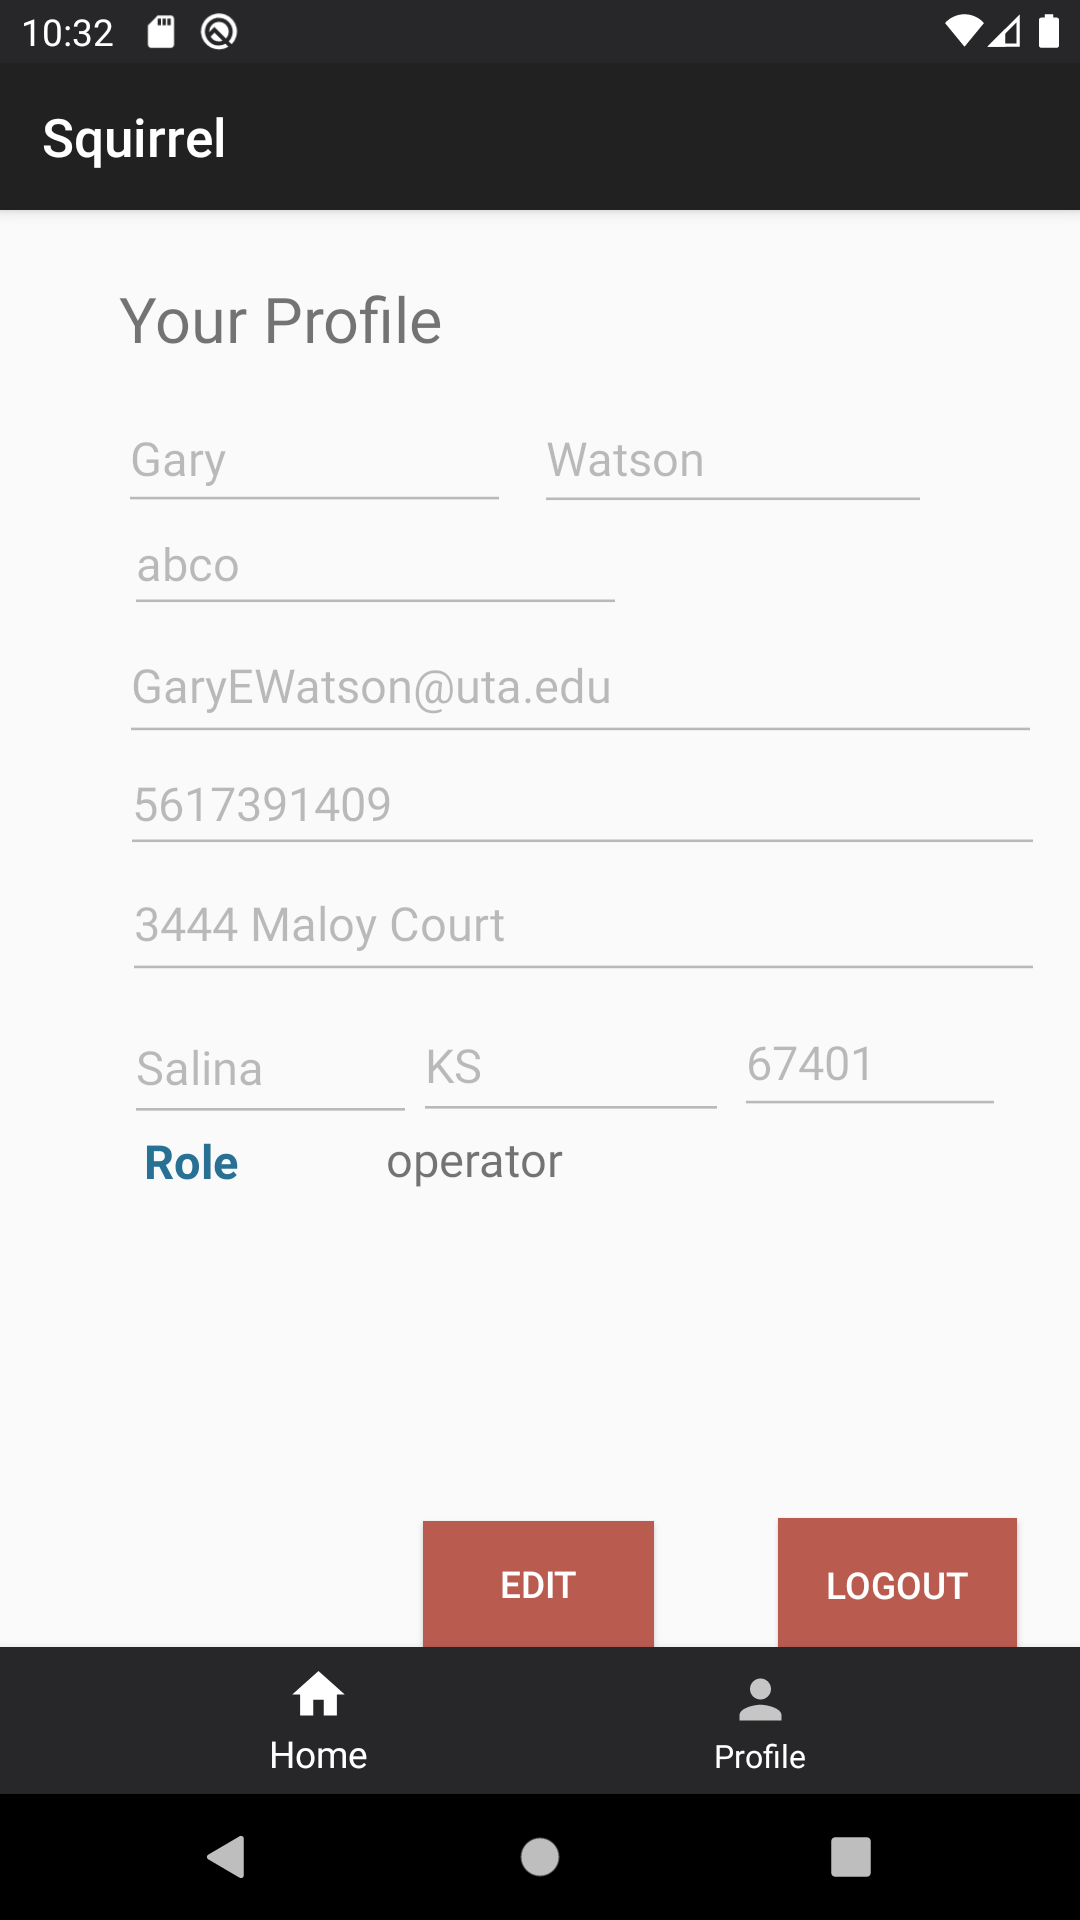 10:32
Squirrel
Your Profile
Gary Watson
abco
GaryEWatson@uta.edu
5617391409
3444 Maloy Court
Salina KS 67401
Role operator
EDIT LOGOUT
Home Profile